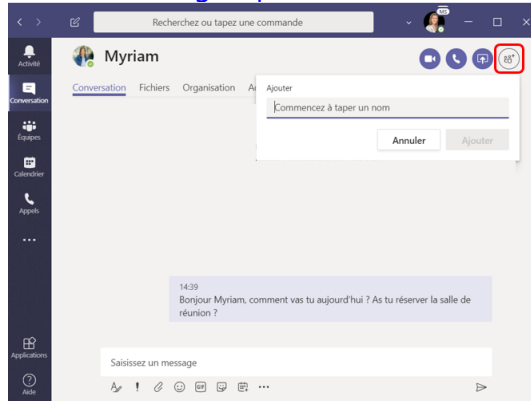 Recherchez ou tapez une commande
MS
Activité
Myriam
Conversation Fichiers Organisation
Ajouter
Commencez à taper un nom
Annuler Ajouter
Conversation
Équipes
Calendrier
Appels
14:39
Bonjour Myriam, comment vas tu aujourd'hui ? As tu réserver la salle de
réunion ?
Applications
Saisissez un message
GIF
Aide